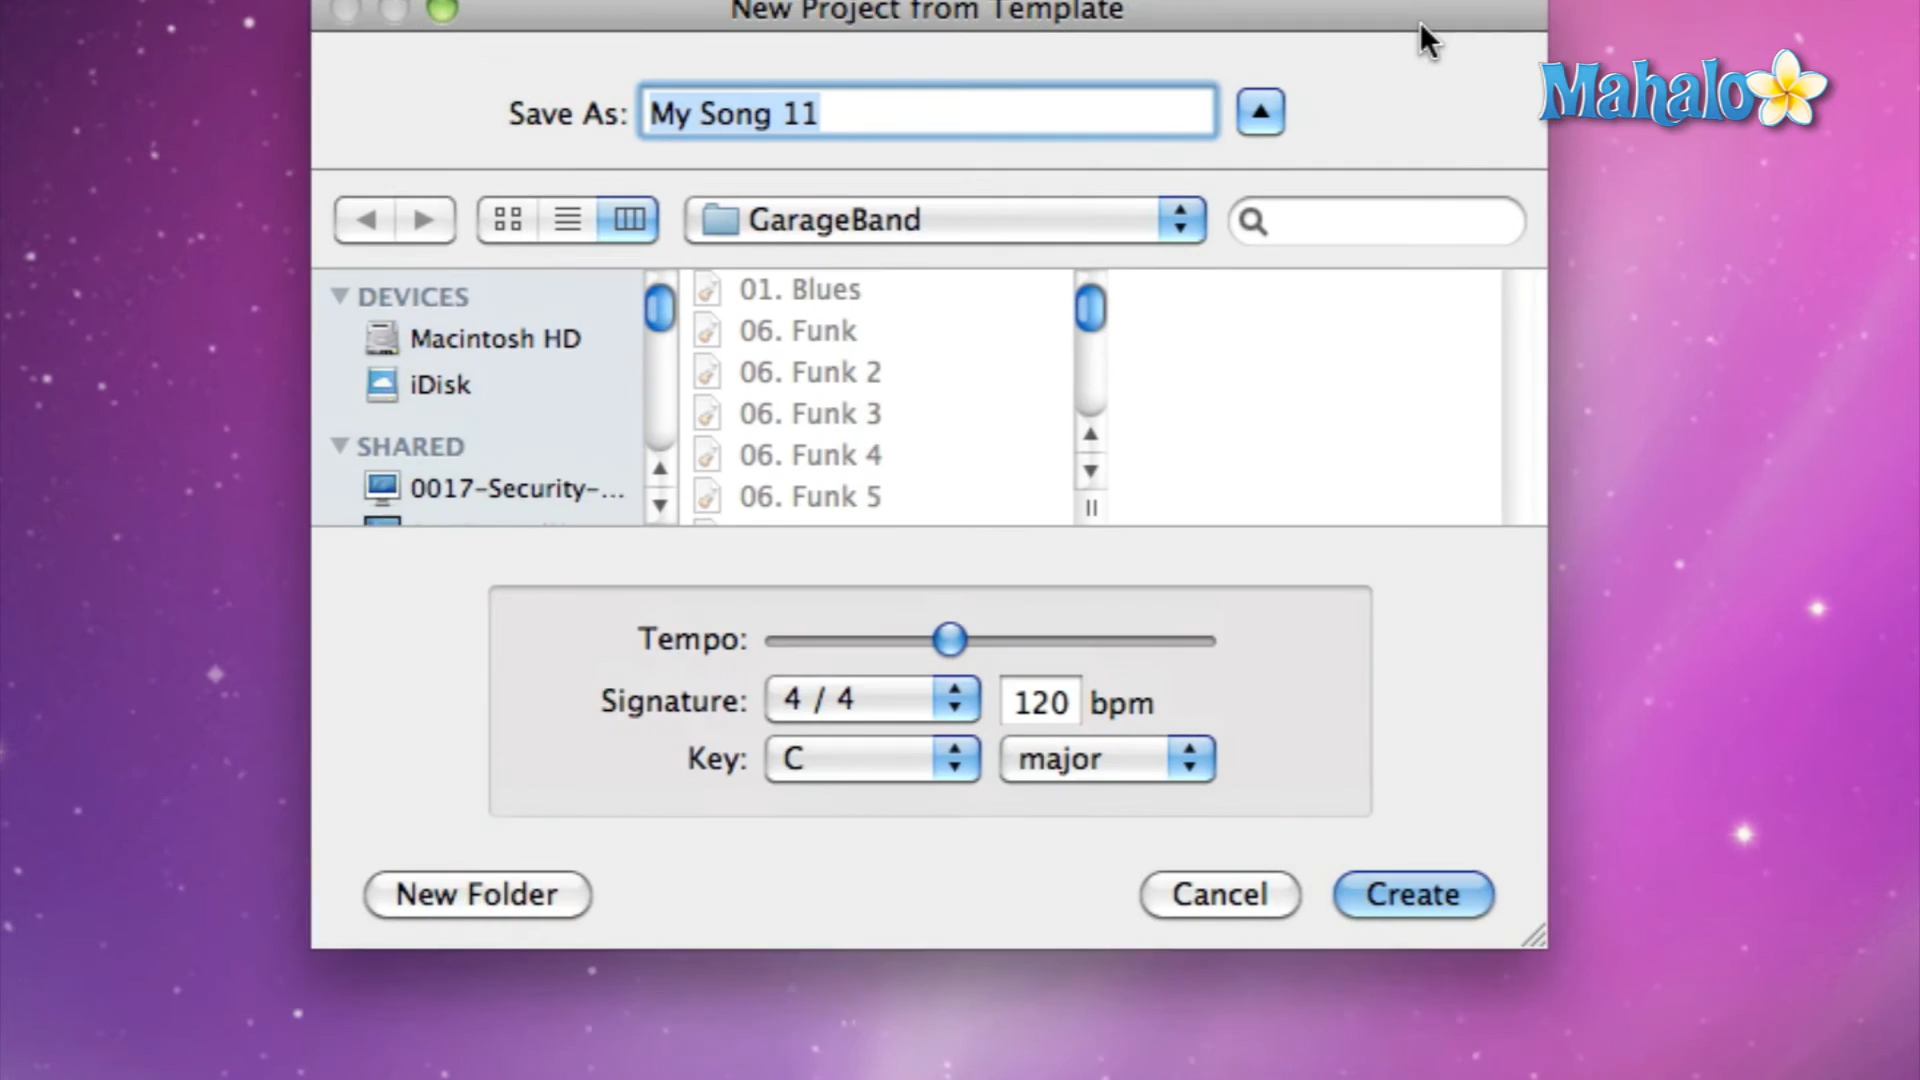 New Project from Template
Mahalo
Save As: My Song 11
GarageBand
DEVICES
Macintosh HD
iDisk
SHARED
0017-Security-...
01. Blues
06. Funk
06. Funk 2
06. Funk 3
06. Funk 4
06. Funk 5
Tempo:
Signature: 4 / 4 120 bpm
Key: C major
New Folder Cancel Create